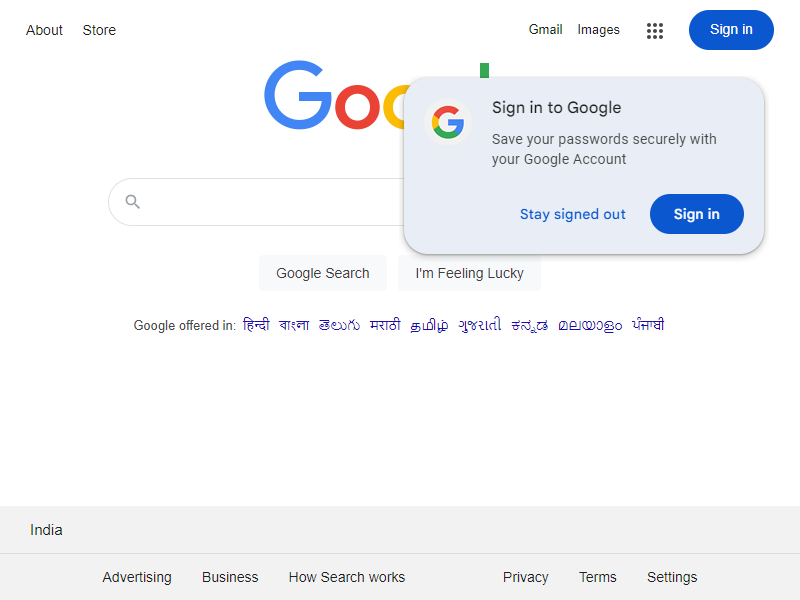 About Store Gmail Images Sign in
Google
Sign in to Google
Save your passwords securely with
your Google Account
Stay signed out Sign in
Google Search I'm Feeling Lucky
Google offered in: हिन्दी বাংলা తెలుగు मराठी தமிழ் ગુજરાતી ಕನ್ನಡ മലയാളം ਪੰਜਾਬੀ
India
Advertising Business How Search works Privacy Terms Settings